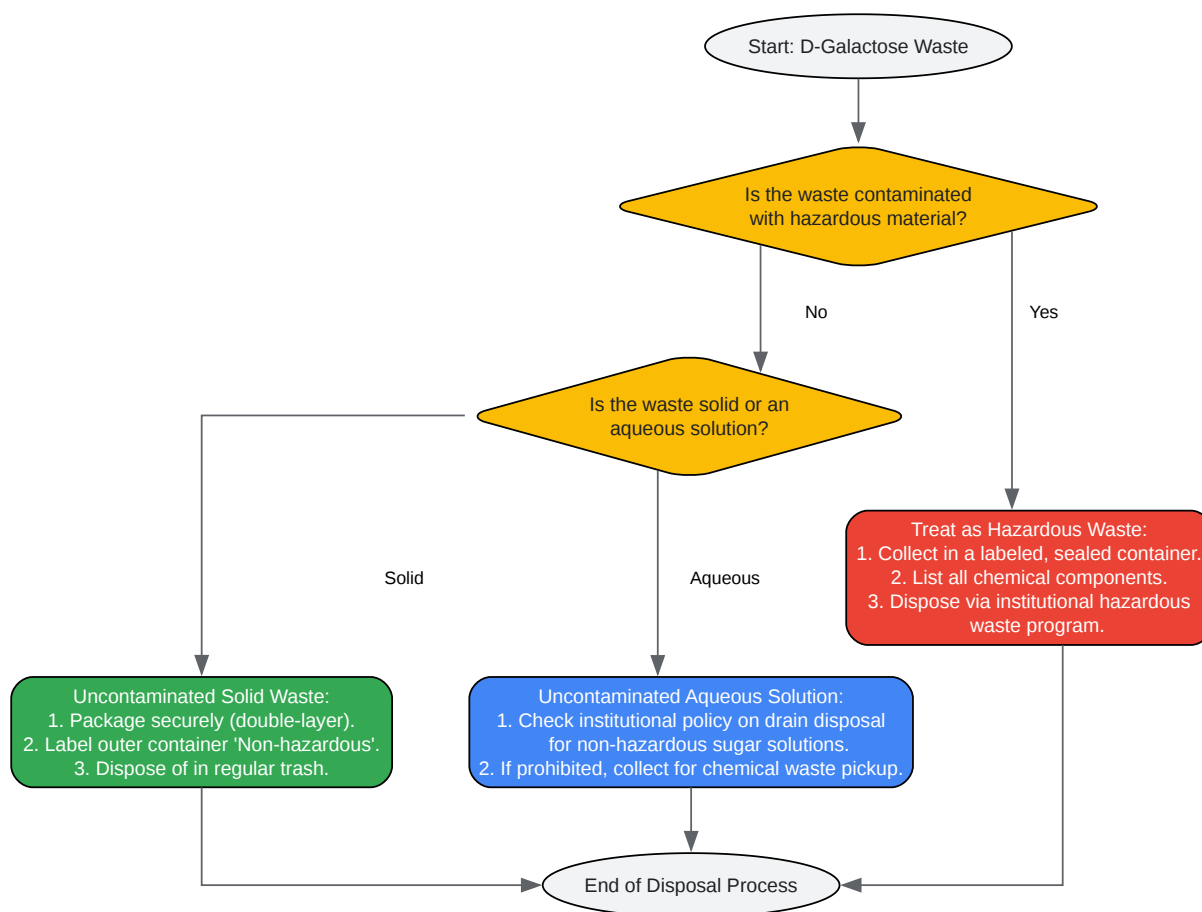 Start: D-Galactose Waste
Is the waste contaminated
with hazardous material?
No
Yes
Is the waste solid or an
aqueous solution?
Solid
Aqueous
Treat as Hazardous Waste:
1. Collect in a labeled, sealed container.
2. List all chemical components.
3. Dispose via institutional hazardous
waste program.
Uncontaminated Solid Waste:
1. Package securely (double-layer).
2. Label outer container 'Non-hazardous'.
3. Dispose of in regular trash.
Uncontaminated Aqueous Solution:
1. Check institutional policy on drain disposal
for non-hazardous sugar solutions.
2. If prohibited, collect for chemical waste pickup.
End of Disposal Process